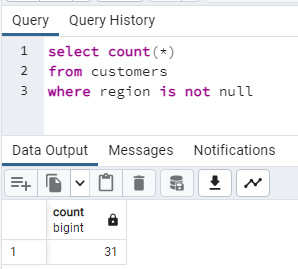 Query Query History
1 select count(*)
2 from customers
3 where region is not null
Data Output Messages Notifications
count
bigint
1 31